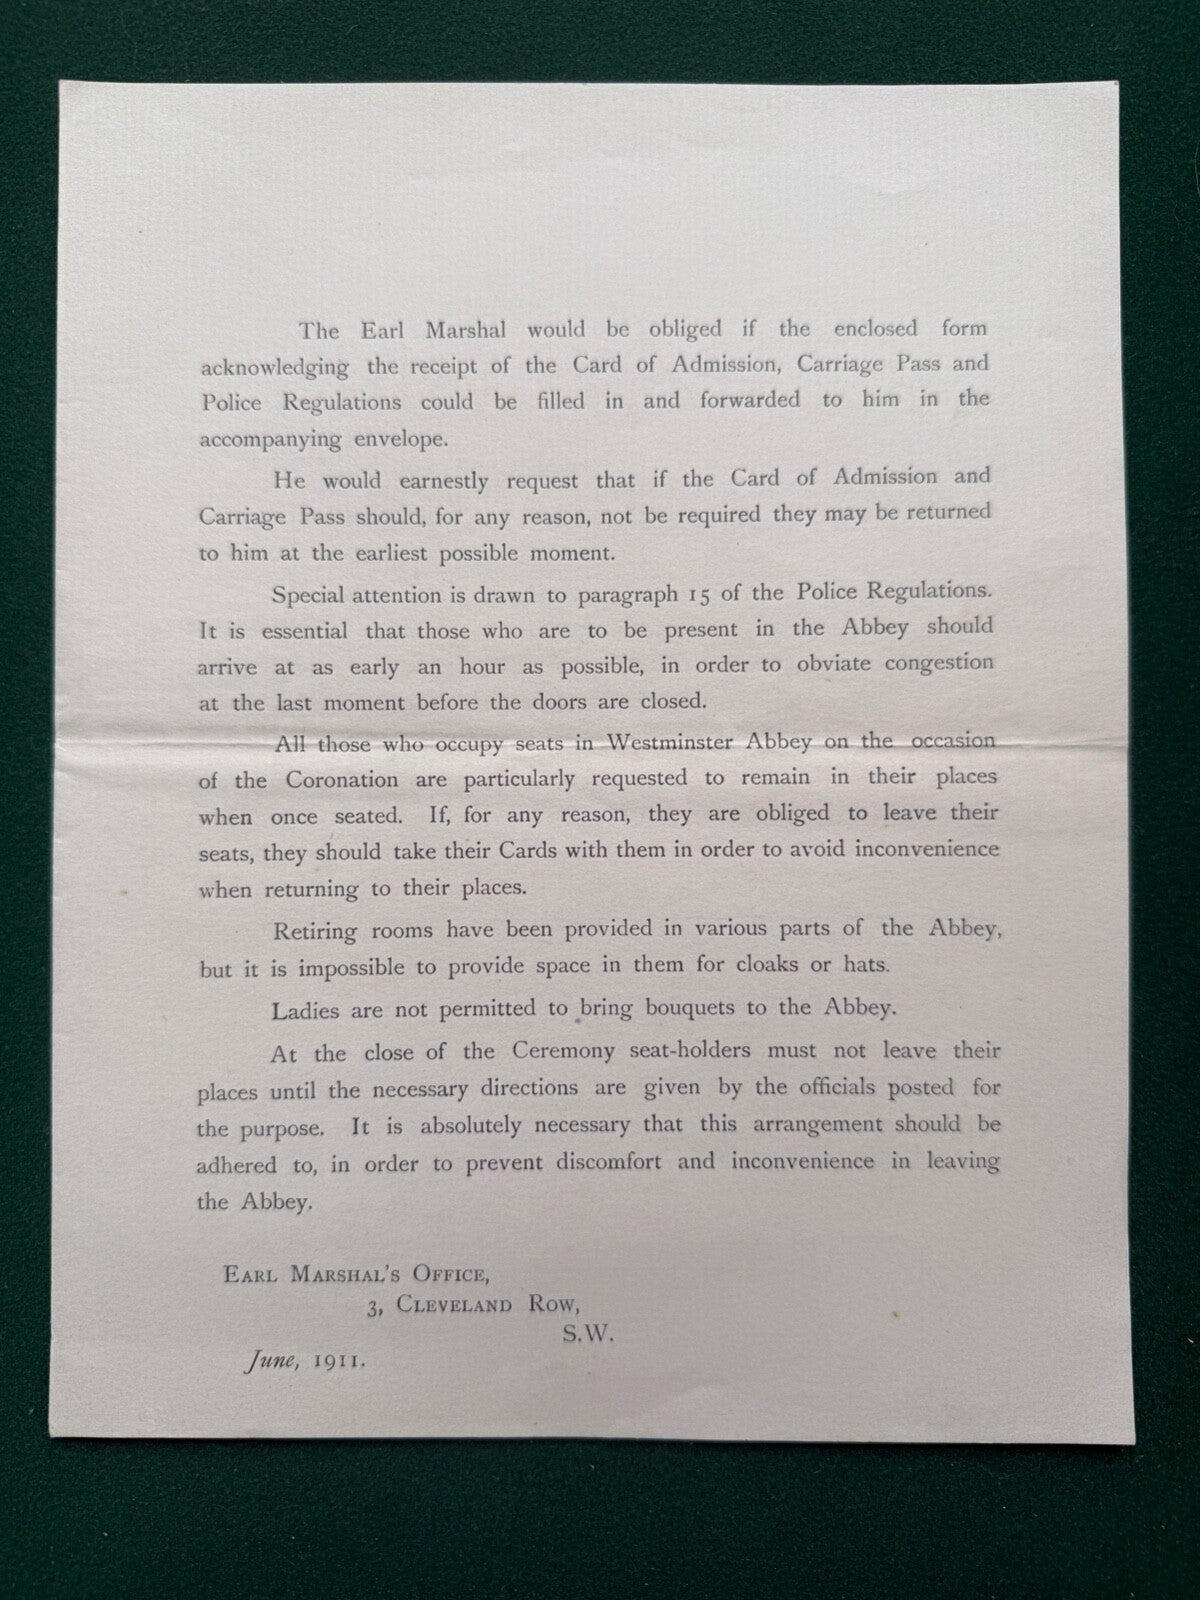 The Earl Marshal would be obliged if the enclosed form
acknowledging the receipt of the Card of Admission, Carriage Pass and
Police Regulations could be filled in and forwarded to him in the
accompanying envelope.
He would earnestly request that if the Card of Admission and
Carriage Pass should, for any reason, not be required they may be returned
to him at the earliest possible moment.
Special attention is drawn to paragraph 15 of the Police Regulations.
It is essential that those who are to be present in the Abbey should
arrive at as early an hour as possible, in order to obviate congestion
at the last moment before the doors are closed.
All those who occupy seats in Westminster Abbey on the occasion
of the Coronation are particularly requested to remain in their places
when once seated. If, for any reason, they are obliged to leave their
seats, they should take their Cards with them in order to avoid inconvenience
when returning to their places.
Retiring rooms have been provided in various parts of the Abbey,
but it is impossible to provide space in them for cloaks or hats.
Ladies are not permitted to bring bouquets to the Abbey.
At the close of the Ceremony seat-holders must not leave their
places until the necessary directions are given by the officials posted for
the purpose. It is absolutely necessary that this arrangement should be
adhered to, in order to prevent discomfort and inconvenience in leaving
the Abbey.
Earl Marshal's Office,
3, Cleveland Row,
S.W.
June, 1911.